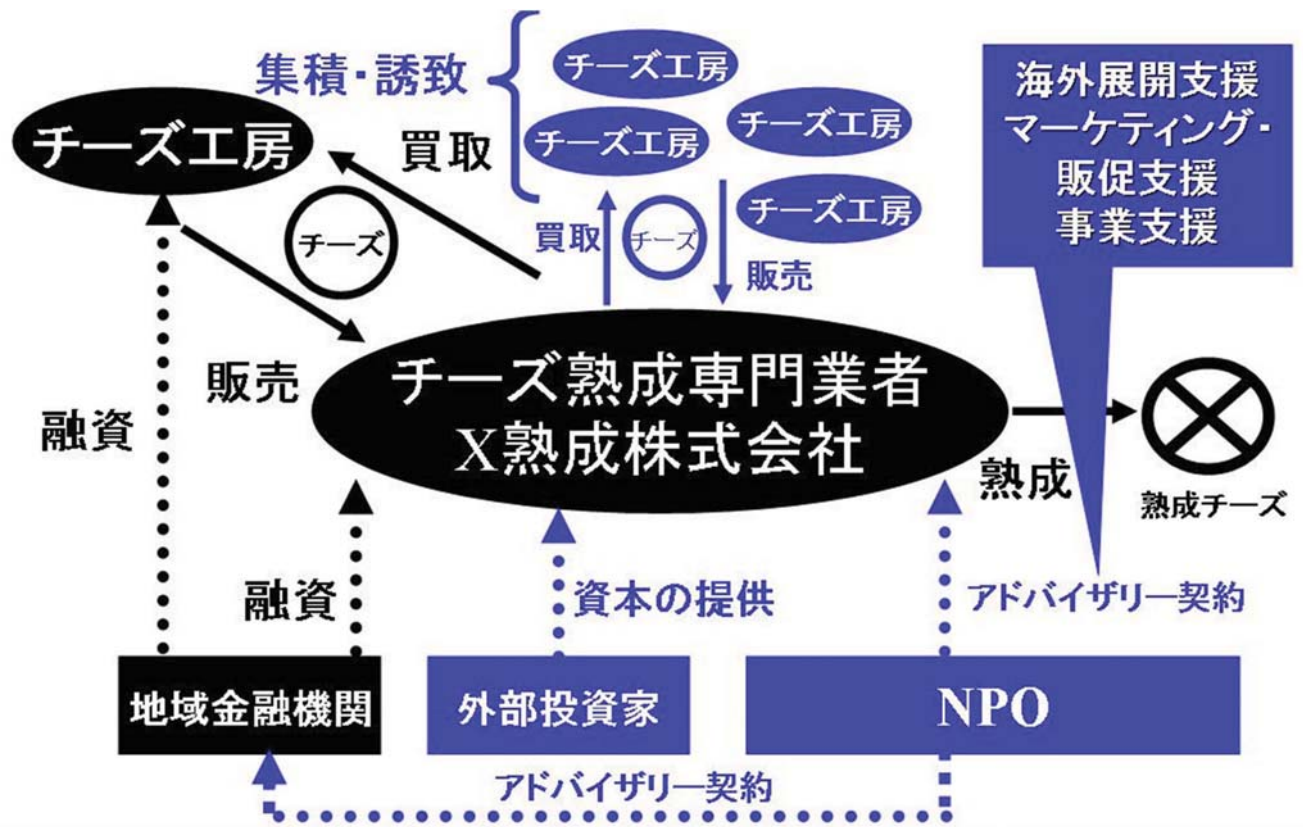 集積・誘致
チーズ工房
チーズ工房
チーズ工房
チーズ工房
チーズ工房
買取
チーズ
販売
買取
チーズ
販売
海外展開支援
マーケティング・
販促支援
事業支援
チーズ熟成専門業者
X熟成株式会社
熟成
熟成チーズ
融資
融資
資本の提供
アドバイザリー契約
地域金融機関
外部投資家
NPO
アドバイザリー契約